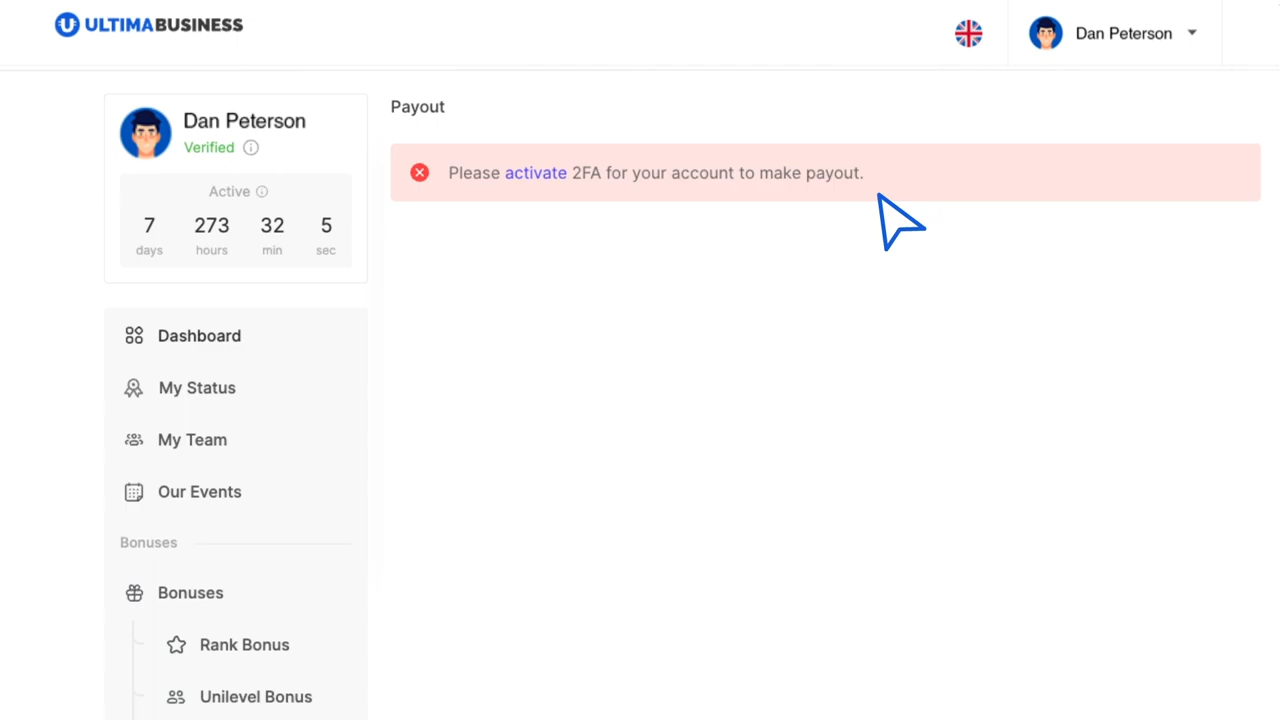 ULTIMABUSINESS
Dan Peterson
Dan Peterson
Verified
Active
7 273 32 5
days hours min sec
Payout
Please activate 2FA for your account to make payout.
Dashboard
My Status
My Team
Our Events
Bonuses
Bonuses
Rank Bonus
Unilevel Bonus